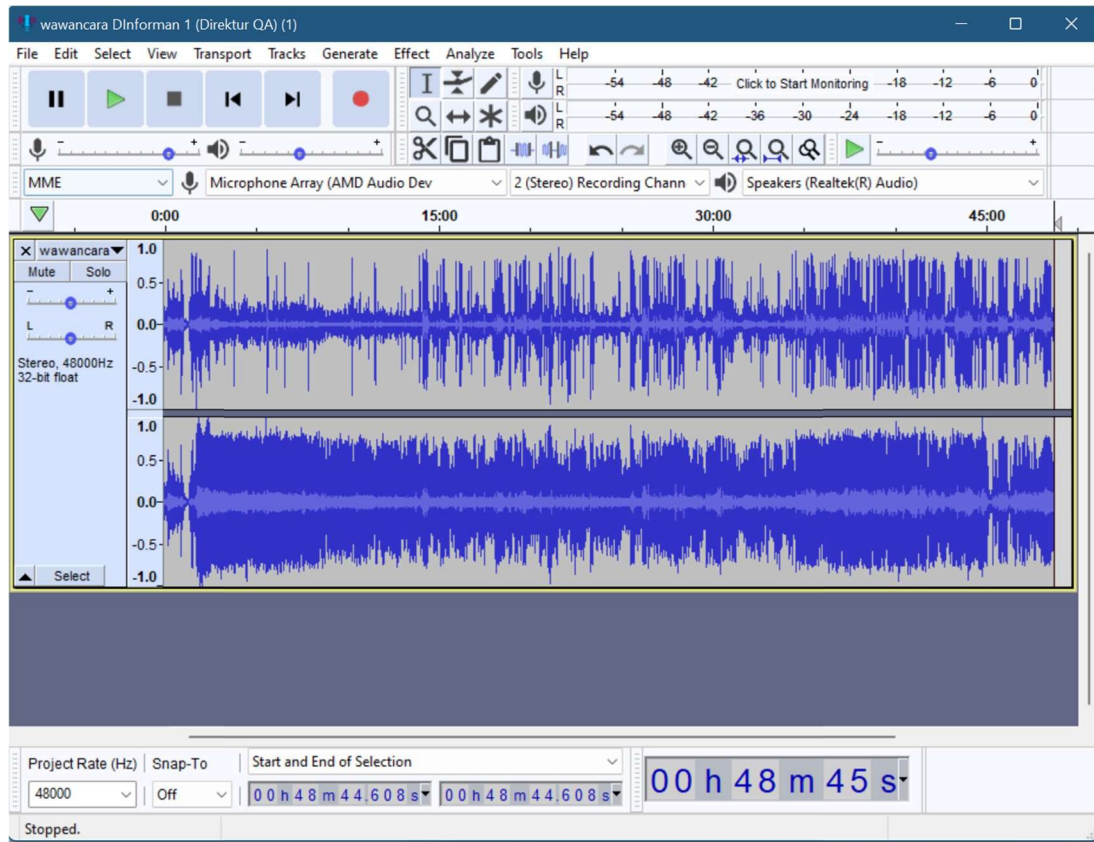 wawancara DInforman 1 (Direktur QA) (1)
File Edit Select View Transport Tracks Generate Effect Analyze Tools Help
L R -54 -48 -42 Click to Start Monitoring -18 -12 -6 0
L R -54 -48 -42 -36 -30 -24 -18 -12 -6 0
- + - + - +
MME Microphone Array (AMD Audio Dev 2 (Stereo) Recording Chann Speakers (Realtek(R) Audio)
0:00 15:00 30:00 45:00
X wawancara 1.0
Mute Solo
- + 0.5
L R 0.0
Stereo, 48000Hz
32-bit float
-0.5
-1.0
1.0
0.5
0.0
-0.5
Select -1.0
Project Rate (Hz) Snap-To Start and End of Selection
48000 Off 00 h 48 m 44.608 s 00 h 48 m 44.608 s 00 h 48 m 45 s
Stopped.